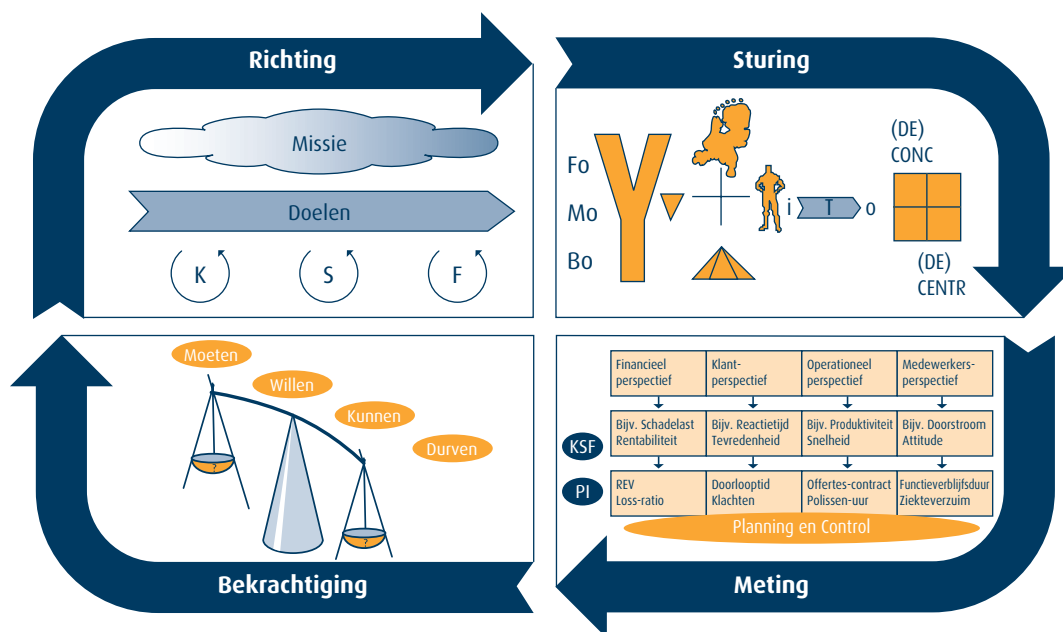 Richting
Missie
Doelen
K
S
F
Sturing
Fo
Mo
Bo
i
T
o
(DE)
CONC
(DE)
CENTR
Moeten
Willen
Kunnen
Durven
?
?
Bekrachtiging
Financieel
perspectief
Klant-
perspectief
Operationeel
perspectief
Medewerkers-
perspectief
KSF
Bijv. Schadelast
Rentabiliteit
Bijv. Reactietijd
Tevredenheid
Bijv. Produktiviteit
Snelheid
Bijv. Doorstroom
Attitude
PI
REV
Loss-ratio
Doorlooptid
Klachten
Offertes-contract
Polissen-uur
Functieverblijfsduur
Ziekteverzuim
Planning en Control
Meting